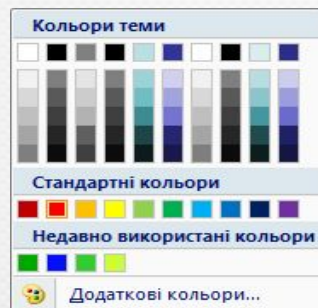 Кольори теми
Стандартні кольори
Недавно використані кольори
Додаткові кольори...